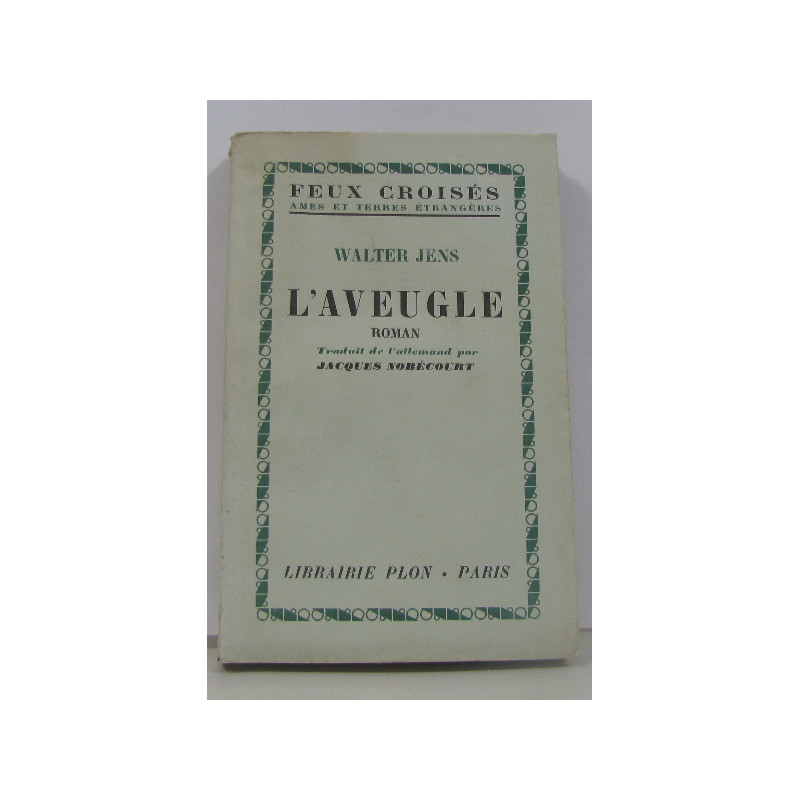 FEUX CROISÉS
AMES ET TERRES ÉTRANGÈRES
WALTER JENS
L'AVEUGLE
ROMAN
Traduit de l'allemand par
JACQUES NOBÉCOURT
LIBRAIRIE PLON • PARIS